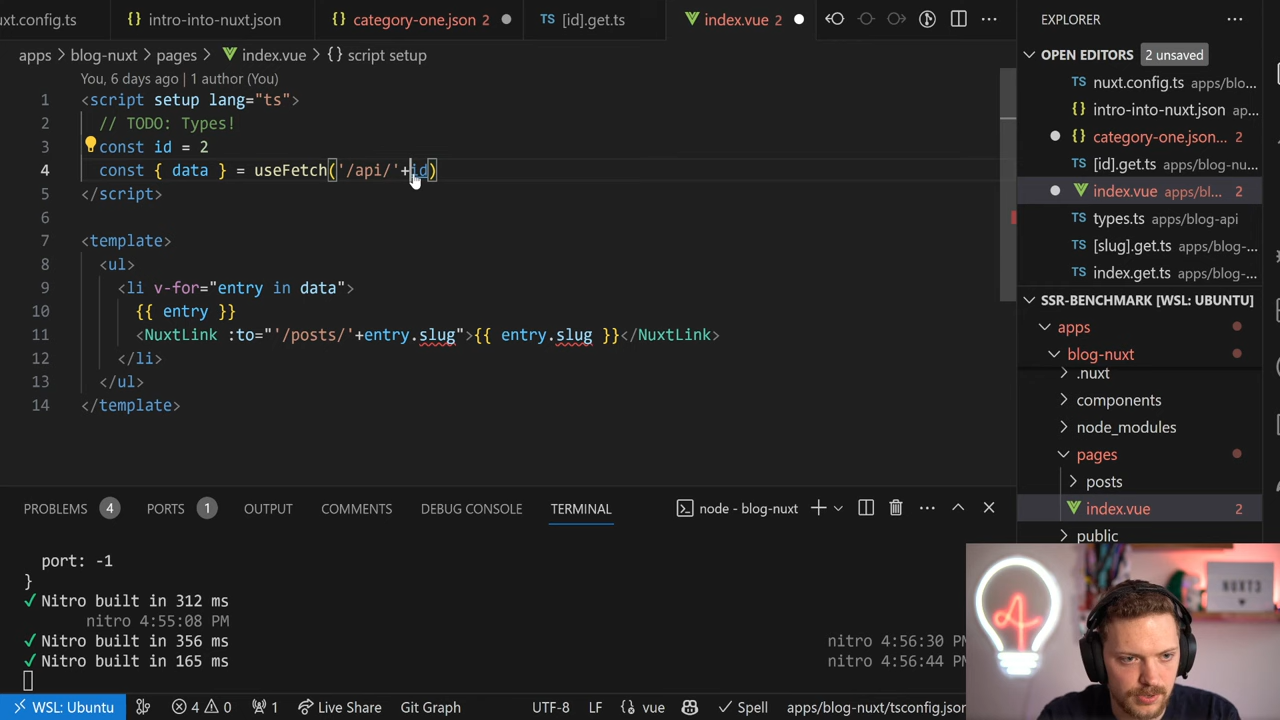 xt.config.ts
intro-into-nuxt.json
category-one.json 2
[id].get.ts
index.vue 2
apps > blog-nuxt > pages > index.vue > {} script setup
You, 6 days ago | 1 author (You)
1 <script setup lang="ts">
2 // TODO: Types!
3 const id = 2
4 const { data } = useFetch('/api/'+id)
5 </script>
6
7 <template>
8 <ul>
9 <li v-for="entry in data">
10 {{ entry }}
11 <NuxtLink :to="'/posts/'+entry.slug">{{ entry.slug }}</NuxtLink>
12 </li>
13 </ul>
14 </template>
EXPLORER
OPEN EDITORS 2 unsaved
nuxt.config.ts apps/blo...
intro-into-nuxt.json app...
category-one.json...
[id].get.ts apps/blog-nu...
index.vue apps/bl... 2
types.ts apps/blog-api
[slug].get.ts apps/blog-...
index.get.ts apps/blog-...
SSR-BENCHMARK [WSL: UBUNTU]
apps
blog-nuxt
.nuxt
components
node_modules
pages
posts
index.vue 2
public
PROBLEMS 4 PORTS 1 OUTPUT COMMENTS DEBUG CONSOLE TERMINAL
node - blog-nuxt
port: -1
}
✓ Nitro built in 312 ms
nitro 4:55:08 PM
✓ Nitro built in 356 ms nitro 4:56:30 PM
✓ Nitro built in 165 ms nitro 4:56:44 PM
NUXT3
WSL: Ubuntu 4 0 1 Live Share Git Graph UTF-8 LF {} vue Spell apps/blog-nuxt/tsconfig.json